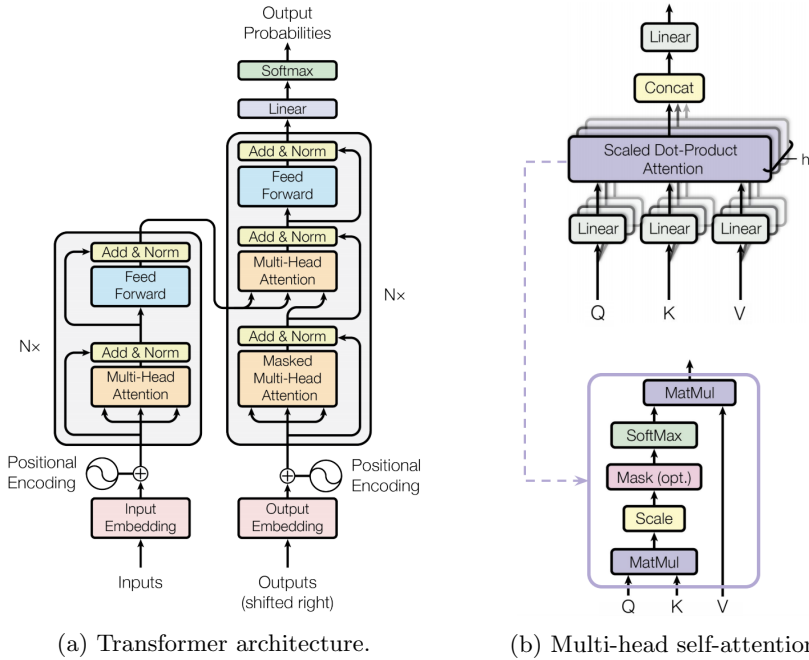 Output
Probabilities
Softmax
Linear
Add & Norm
Feed
Forward
Add & Norm
Multi-Head
Attention
Nx
Add & Norm
Masked
Multi-Head
Attention
Add & Norm
Feed
Forward
Nx
Add & Norm
Multi-Head
Attention
Positional
Encoding
Positional
Encoding
Input
Embedding
Output
Embedding
Inputs
Outputs
(shifted right)
(a) Transformer architecture.
Linear
Concat
Scaled Dot-Product
Attention
h
Linear
Linear
Linear
Q
K
V
MatMul
SoftMax
Mask (opt.)
Scale
MatMul
Q
K
V
(b) Multi-head self-attention